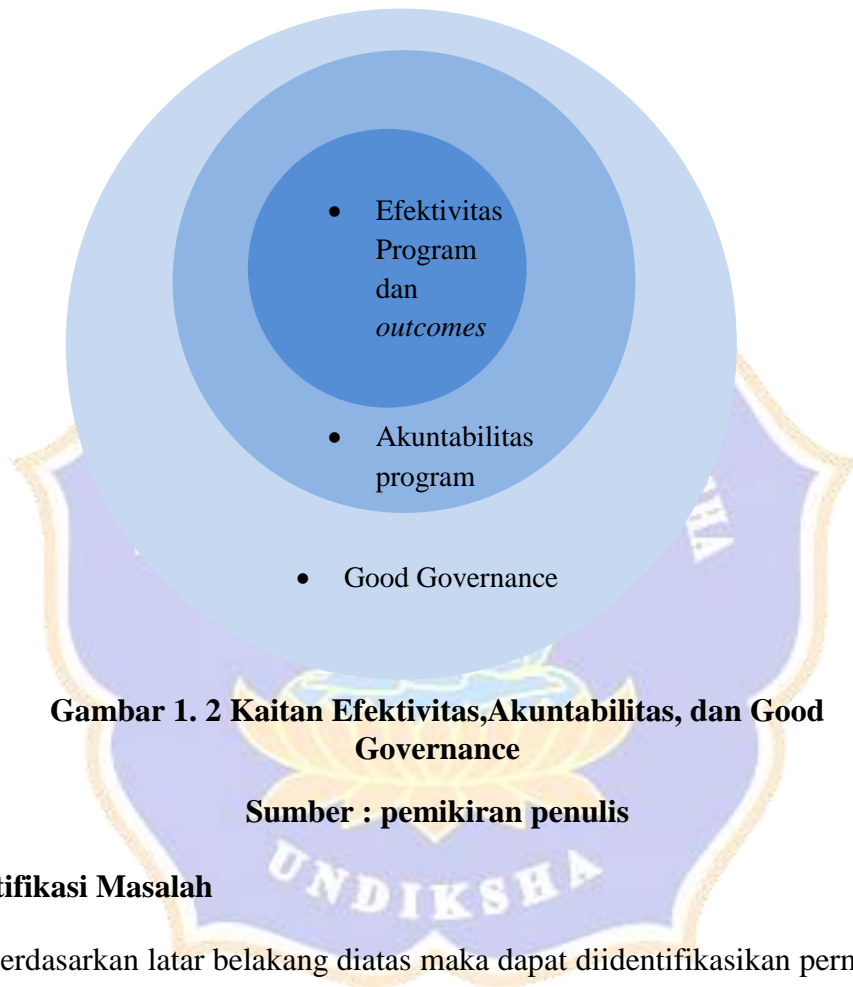 • Efektivitas
Program
dan
outcomes
• Akuntabilitas
program
• Good Governance
Gambar 1. 2 Kaitan Efektivitas,Akuntabilitas, dan Good
Governance
Sumber : pemikiran penulis
tifikasi Masalah
UNDIKSHA
erdasarkan latar belakang diatas maka dapat diidentifikasikan